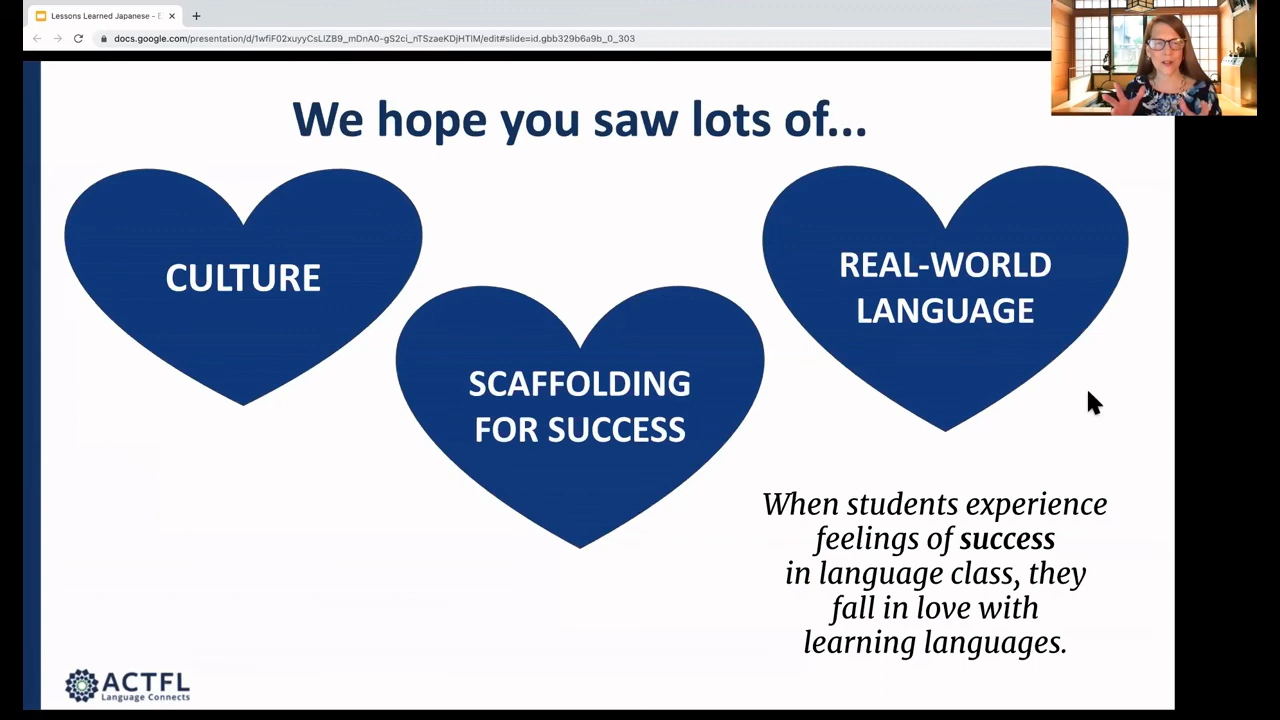 Lessons Learned Japanese - E
docs.google.com/presentation/d/1wfiF02xuyyCsLIZB9_mDnA0-gS2ci_nTSzaeKDjHTlM/edit#slide=id.gbb329b6a9b_0_303
We hope you saw lots of...
CULTURE
SCAFFOLDING
FOR SUCCESS
REAL-WORLD
LANGUAGE
When students experience
feelings of success
in language class, they
fall in love with
learning languages.
ACTFL
Language Connects